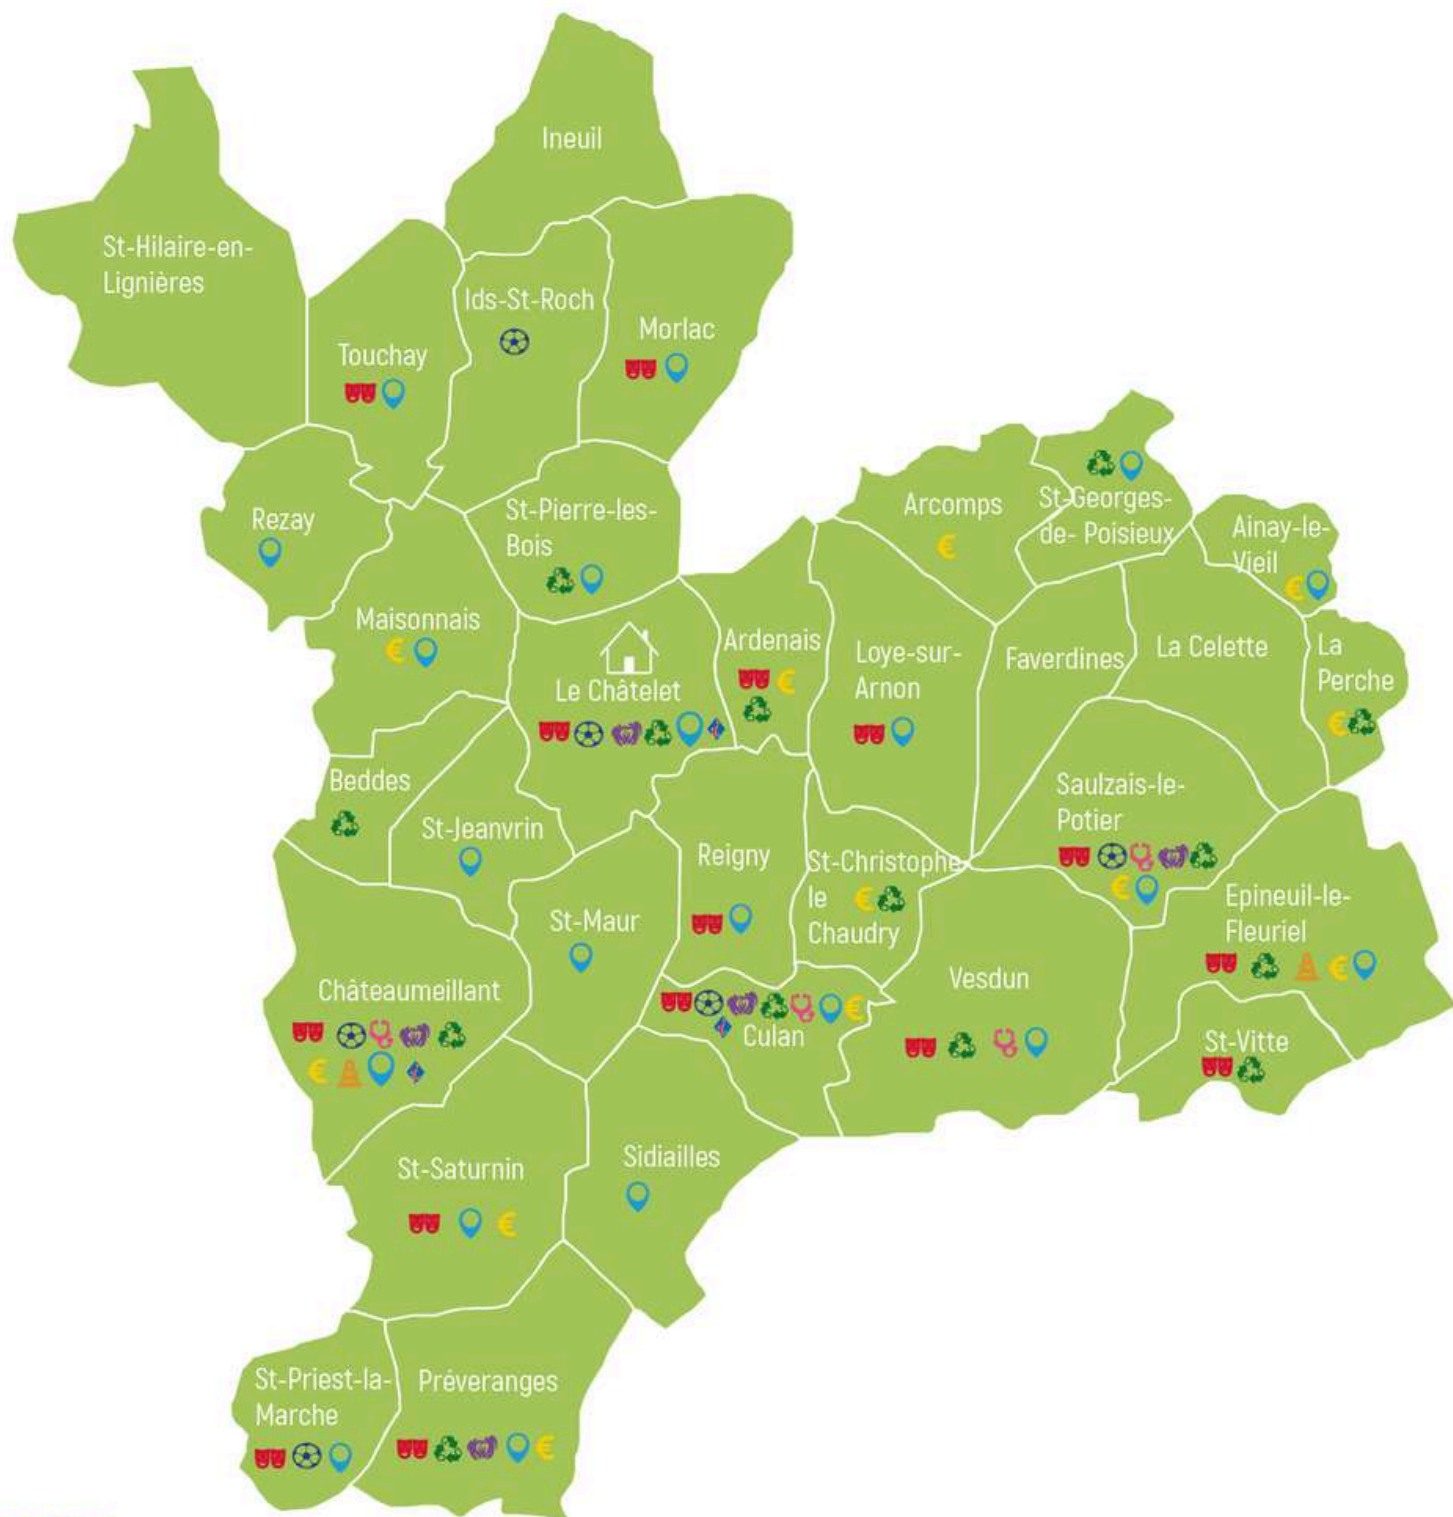 Ineuil
St-Hilaire-en-
Lignières
Ids-St-Roch
Morlac
Touchay
Rezay
St-Pierre-les-
Bois
Arcomps
St-Georges-
de- Poisieux
Ainay-le-
Vieil
Maisonnais
Le Châtelet
Ardenais
Loye-sur-
Arnon
Faverdines
La Celette
La
Perche
Beddes
St-Jeanvrin
Reigny
St-Christophe
le
Chaudry
Saulzais-le-
Potier
Epineuil-le-
Fleuriel
St-Maur
Châteaumeillant
Culan
Vesdun
St-Vitte
St-Saturnin
Sidiailles
St-Priest-la-
Marche
Préveranges